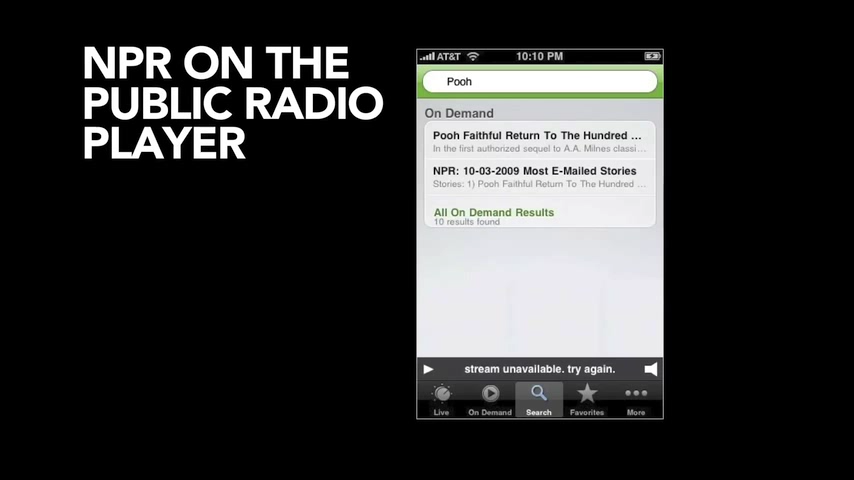 NPR ON THE
PUBLIC RADIO
PLAYER
AT&T 10:10 PM
Pooh
On Demand
Pooh Faithful Return To The Hundred ...
In the first authorized sequel to A.A. Milnes classi...
NPR: 10-03-2009 Most E-Mailed Stories
Stories: 1) Pooh Faithful Return To The Hundred ...
All On Demand Results
10 results found
stream unavailable. try again.
Live On Demand Search Favorites More